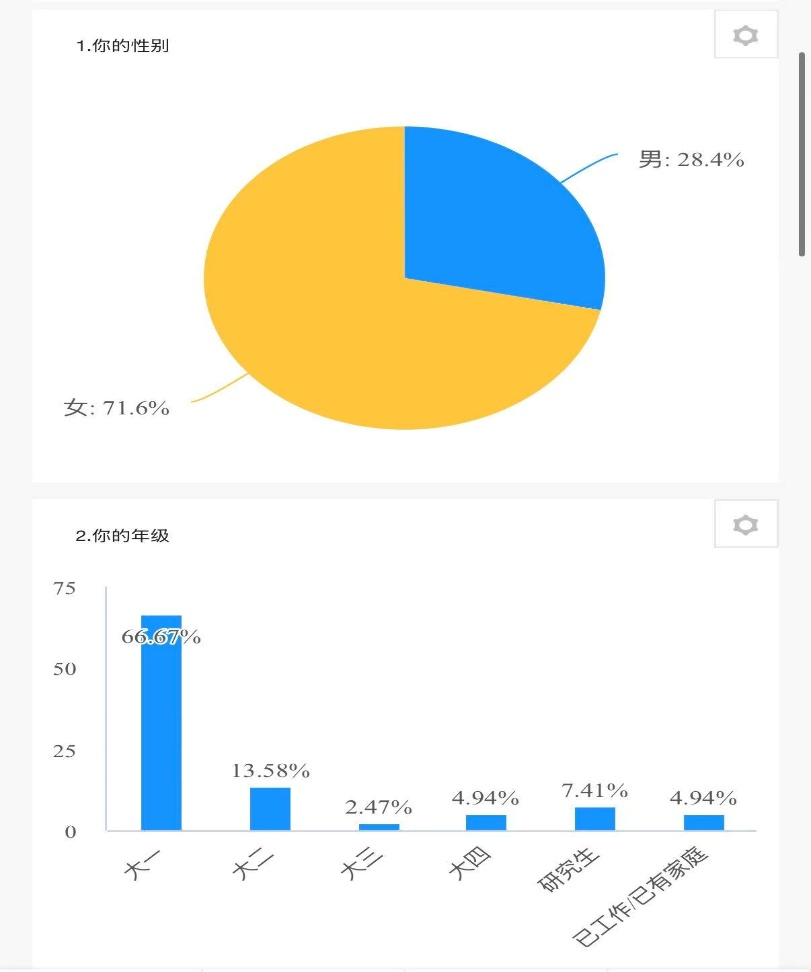 1.你的性别
男: 28.4%
女: 71.6%
2.你的年级
75
66.67%
50
25
13.58%
2.47%
4.94%
7.41%
4.94%
0
大一
大二
大三
大四
研究生
已工作/已有家庭